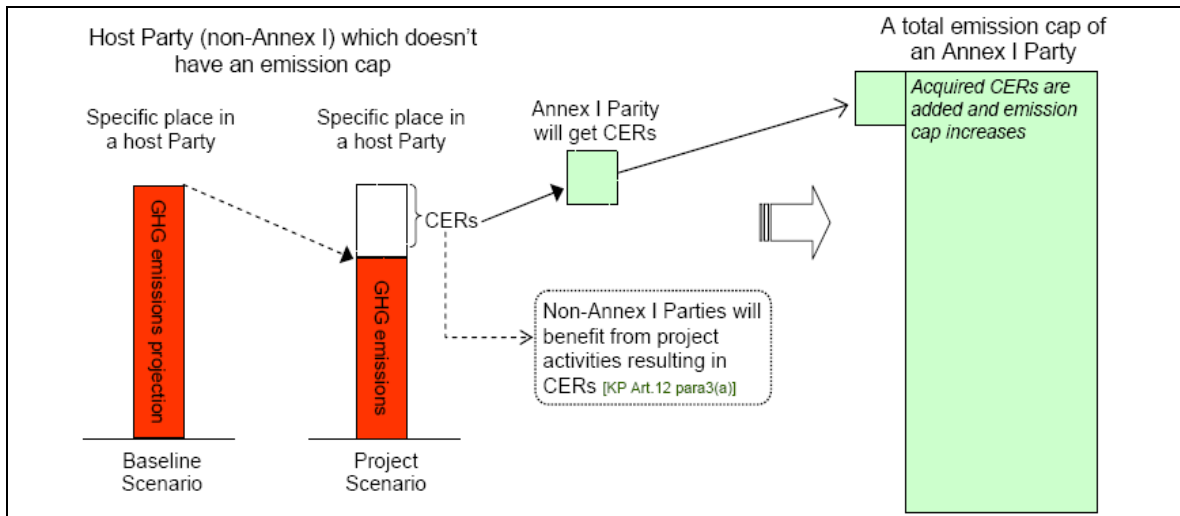 Host Party (non-Annex I) which doesn't
have an emission cap
A total emission cap of
an Annex I Party
Specific place in
a host Party
Specific place in
a host Party
Annex I Parity
will get CERs
Acquired CERs are
added and emission
cap increases
GHG emissions projection
GHG emissions
CERs
Non-Annex I Parties will
benefit from project
activities resulting in
CERs [KP Art.12 para3(a)]
Baseline
Scenario
Project
Scenario